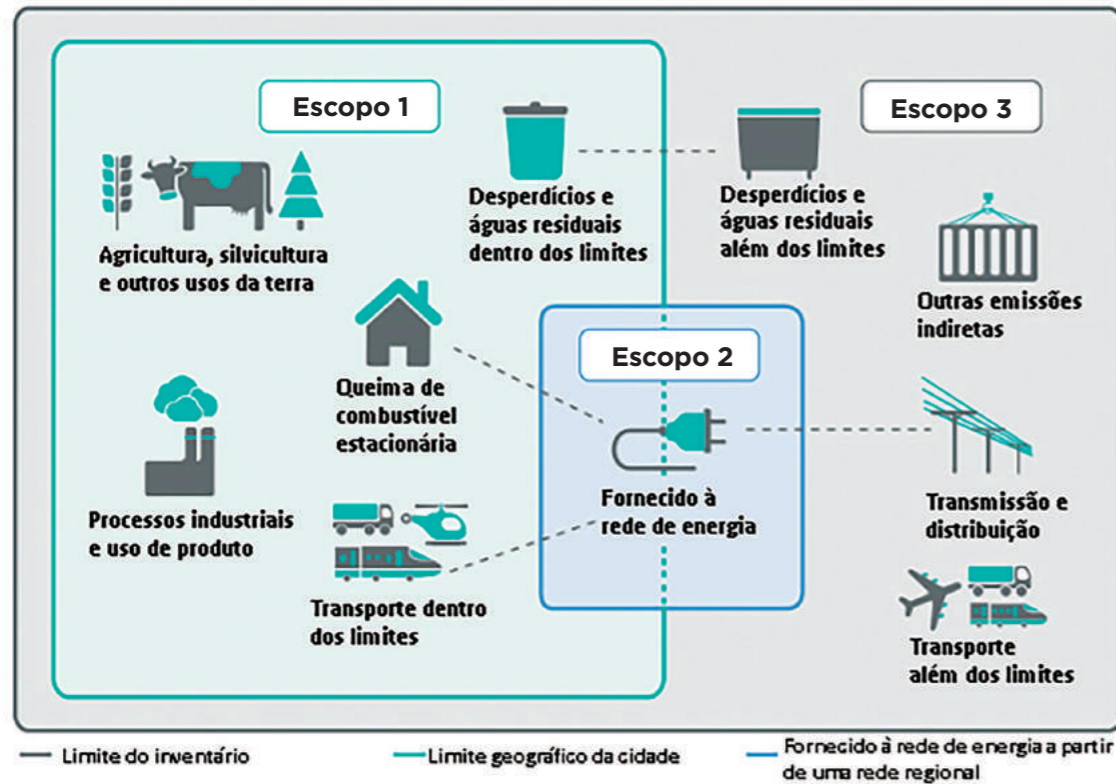 Escopo 1
Escopo 3
Agricultura, silvicultura
e outros usos da terra
Desperdícios e
águas residuais
dentro dos limites
Desperdícios e
águas residuais
além dos limites
Outras emissões
indiretas
Escopo 2
Queima de
combustível
estacionária
Processos industriais
e uso de produto
Fornecido à
rede de energia
Transmissão e
distribuição
Transporte dentro
dos limites
Transporte
além dos limites
Limite do inventário
Limite geográfico da cidade
Fornecido à rede de energia a partir
de uma rede regional